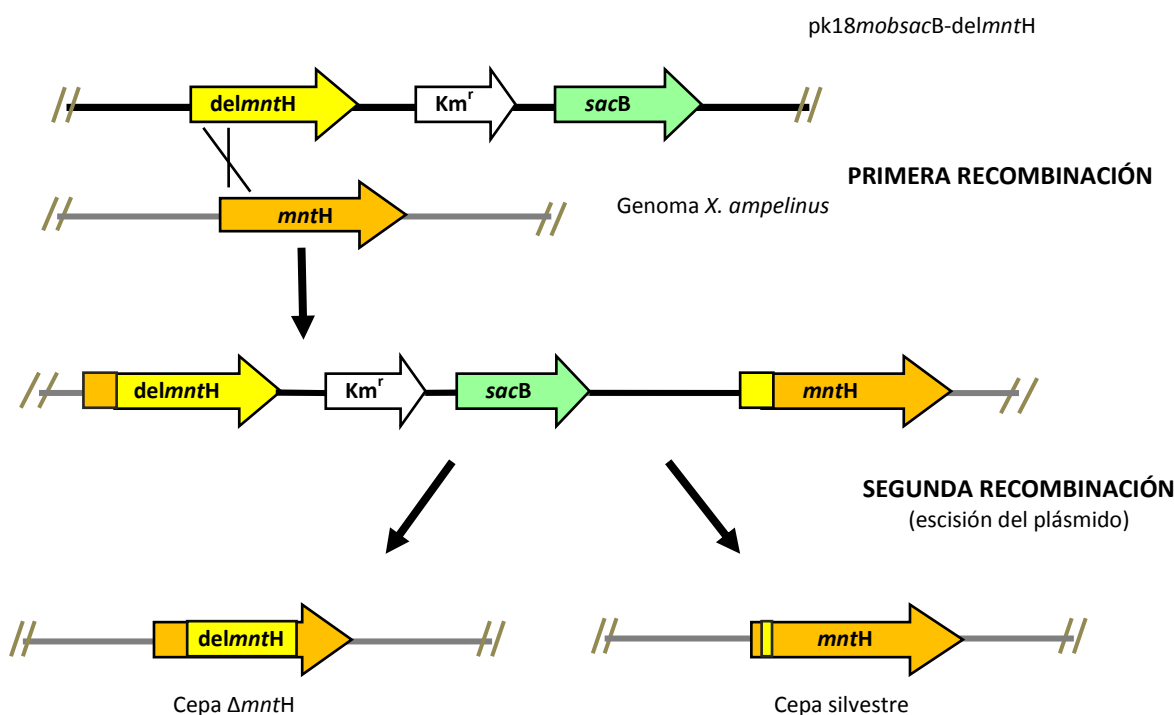 pk18mobsacB-delmntH
delmntH
Kmr
sacB
PRIMERA RECOMBINACIÓN
mntH
Genoma X. ampelinus
delmntH
Kmr
sacB
mntH
SEGUNDA RECOMBINACIÓN
(escisión del plásmido)
delmntH
mntH
Cepa ΔmntH
Cepa silvestre